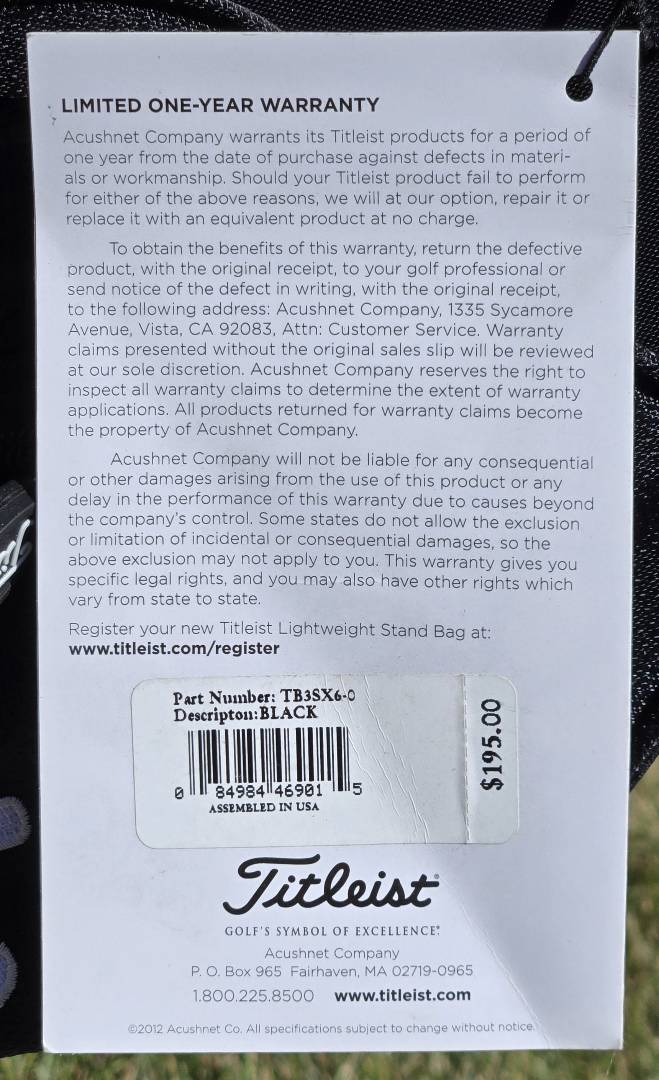 LIMITED ONE-YEAR WARRANTY
Acushnet Company warrants its Titleist products for a period of
one year from the date of purchase against defects in materi-
als or workmanship. Should your Titleist product fail to perform
for either of the above reasons, we will at our option, repair it or
replace it with an equivalent product at no charge.
To obtain the benefits of this warranty, return the defective
product, with the original receipt, to your golf professional or
send notice of the defect in writing, with the original receipt,
to the following address: Acushnet Company, 1335 Sycamore
Avenue, Vista, CA 92083, Attn: Customer Service. Warranty
claims presented without the original sales slip will be reviewed
at our sole discretion. Acushnet Company reserves the right to
inspect all warranty claims to determine the extent of warranty
applications. All products returned for warranty claims become
the property of Acushnet Company.
Acushnet Company will not be liable for any consequential
or other damages arising from the use of this product or any
delay in the performance of this warranty due to causes beyond
the company's control. Some states do not allow the exclusion
or limitation of incidental or consequential damages, so the
above exclusion may not apply to you. This warranty gives you
specific legal rights, and you may also have other rights which
vary from state to state.
Register your new Titleist Lightweight Stand Bag at:
www.titleist.com/register
Part Number: TB3SX6-0
Descripton:BLACK
0 84984 46901 5
ASSEMBLED IN USA
$195.00
Titleist®
GOLF'S SYMBOL OF EXCELLENCE®
Acushnet Company
P. O. Box 965 Fairhaven, MA 02719-0965
1.800.225.8500 www.titleist.com
©2012 Acushnet Co. All specifications subject to change without notice.